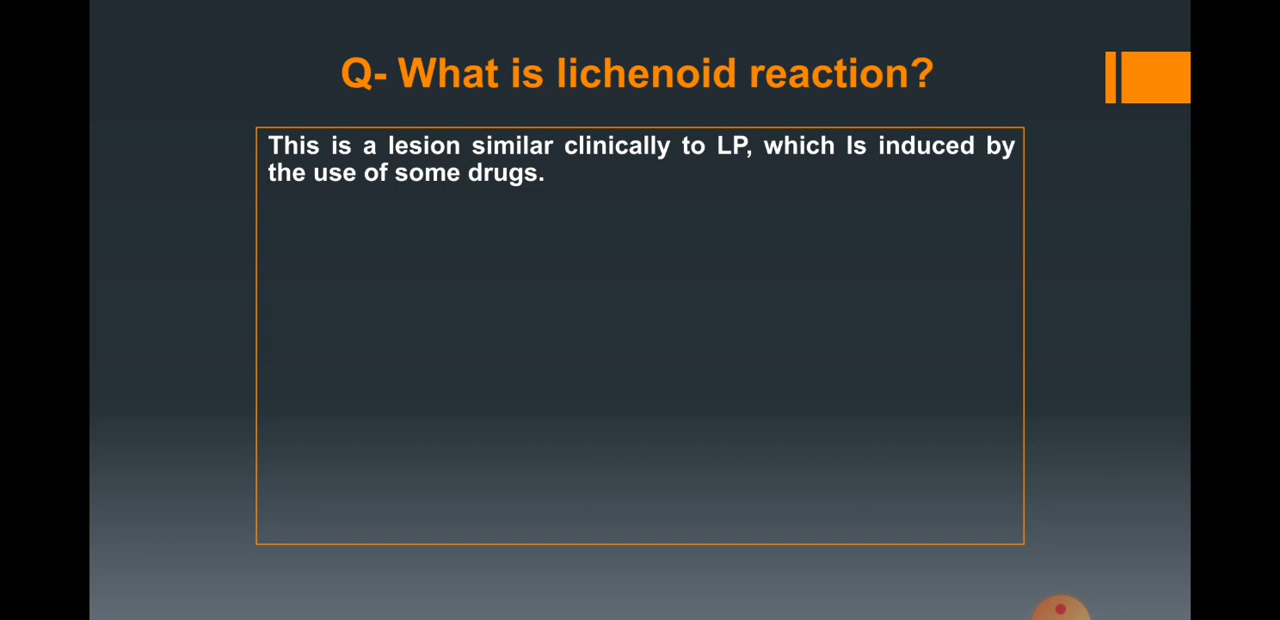 Q- What is lichenoid reaction?
This is a lesion similar clinically to LP, which Is induced by
the use of some drugs.